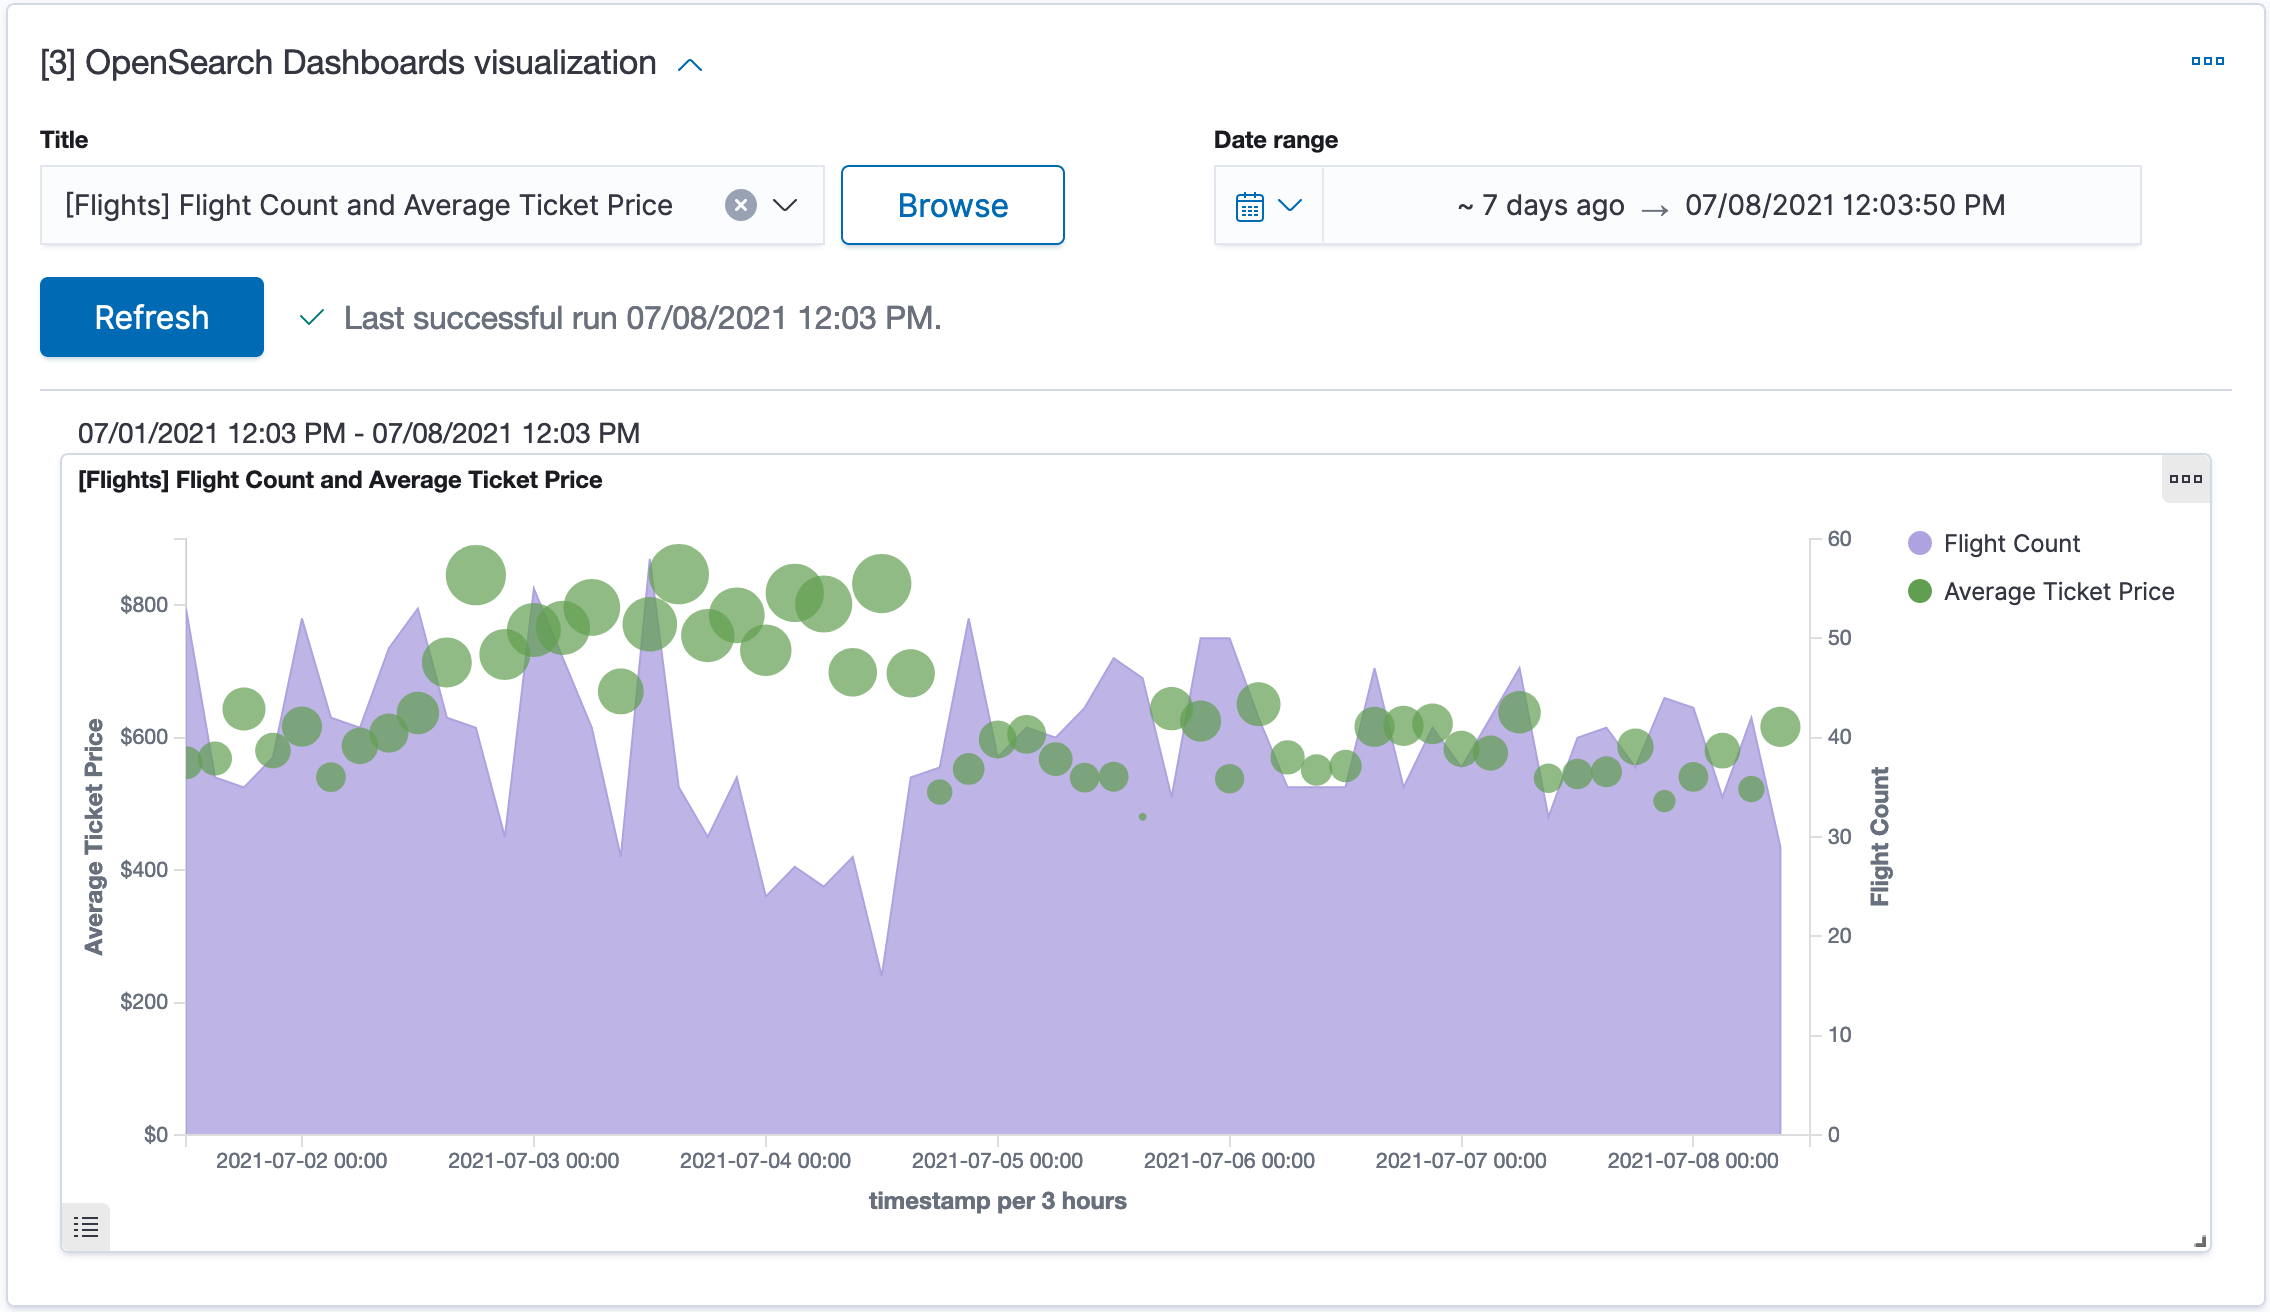 [3] OpenSearch Dashboards visualization
Title
Date range
[Flights] Flight Count and Average Ticket Price
Browse
~ 7 days ago → 07/08/2021 12:03:50 PM
Refresh
Last successful run 07/08/2021 12:03 PM.
07/01/2021 12:03 PM - 07/08/2021 12:03 PM
[Flights] Flight Count and Average Ticket Price
Average Ticket Price
$800
$600
$400
$200
$0
60
50
40
30
20
10
0
Flight Count
Flight Count
Average Ticket Price
2021-07-02 00:00
2021-07-03 00:00
2021-07-04 00:00
2021-07-05 00:00
2021-07-06 00:00
2021-07-07 00:00
2021-07-08 00:00
timestamp per 3 hours